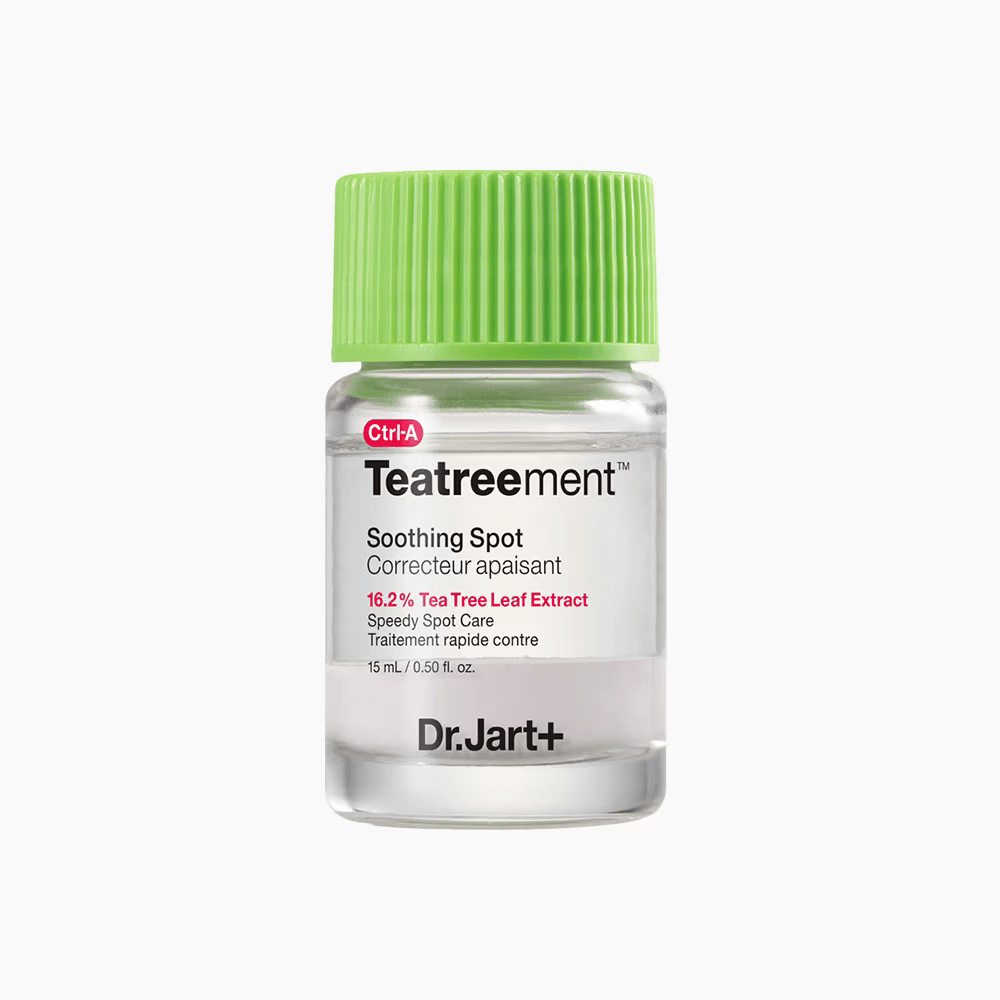 Ctrl-A
Teatreement™
Soothing Spot
Correcteur apaisant
16.2% Tea Tree Leaf Extract
Speedy Spot Care
Traitement rapide contre
15 mL / 0.50 fl. oz.
Dr.Jart+